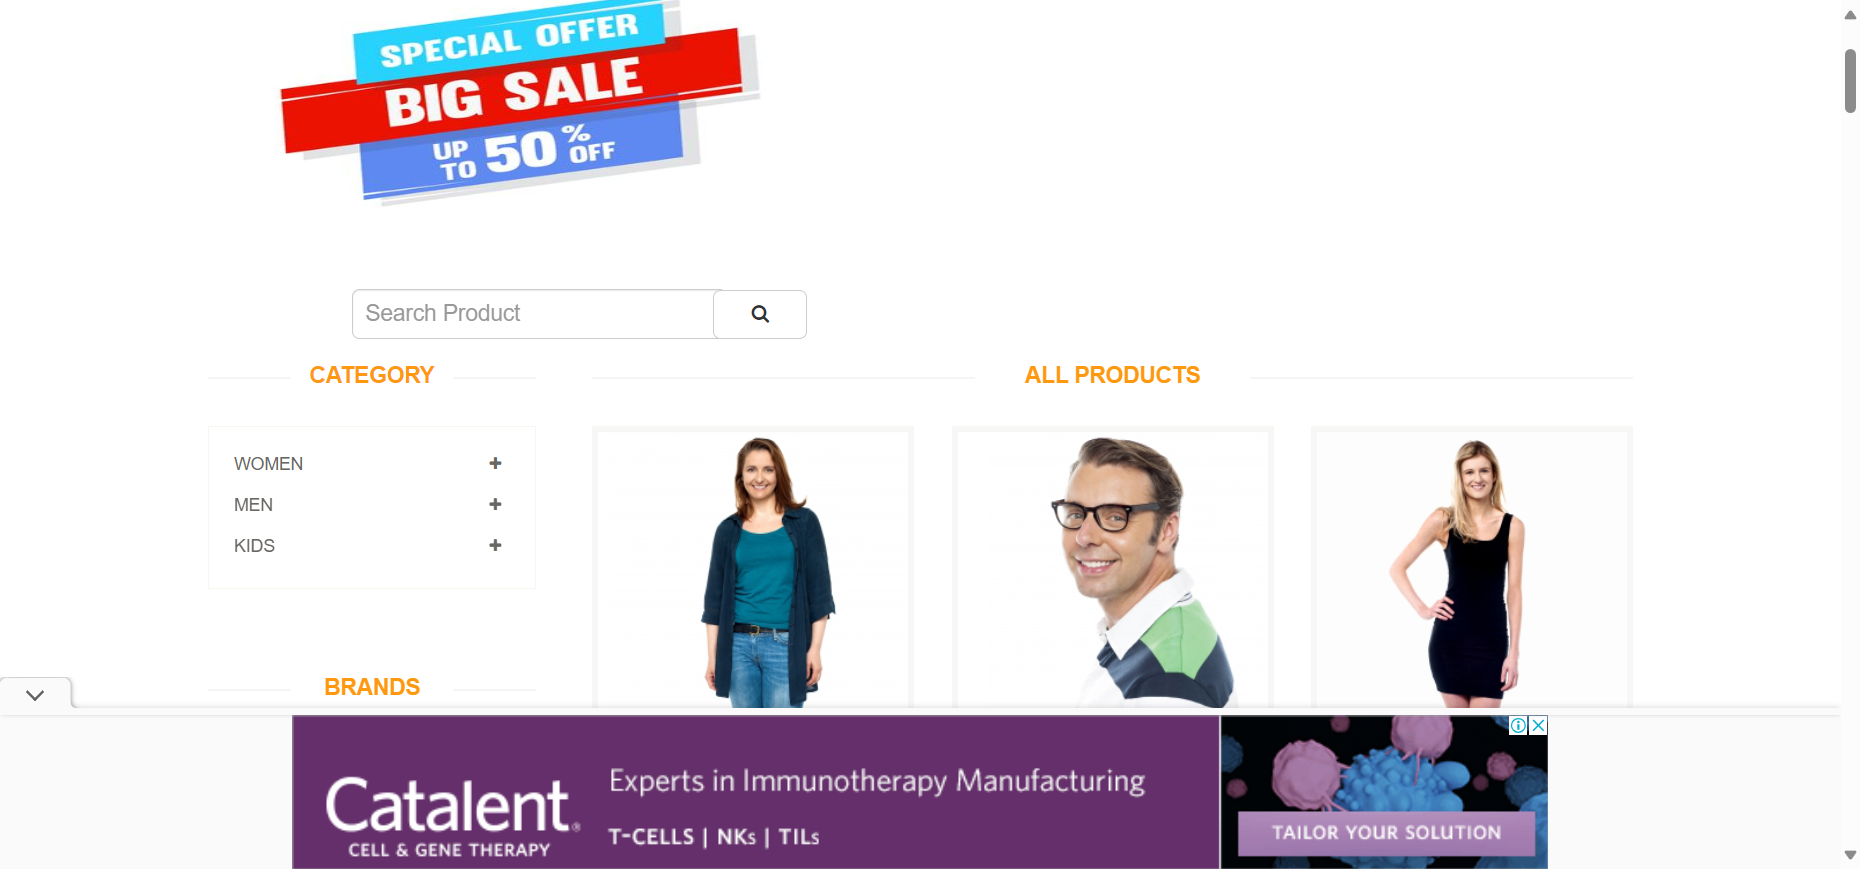 SPECIAL OFFER
BIG SALE
UP TO 50% OFF
Search Product
CATEGORY
ALL PRODUCTS
WOMEN
MEN
KIDS
BRANDS
Catalent®
CELL & GENE THERAPY
Experts in Immunotherapy Manufacturing
T-CELLS | NKs | TILs
TAILOR YOUR SOLUTION